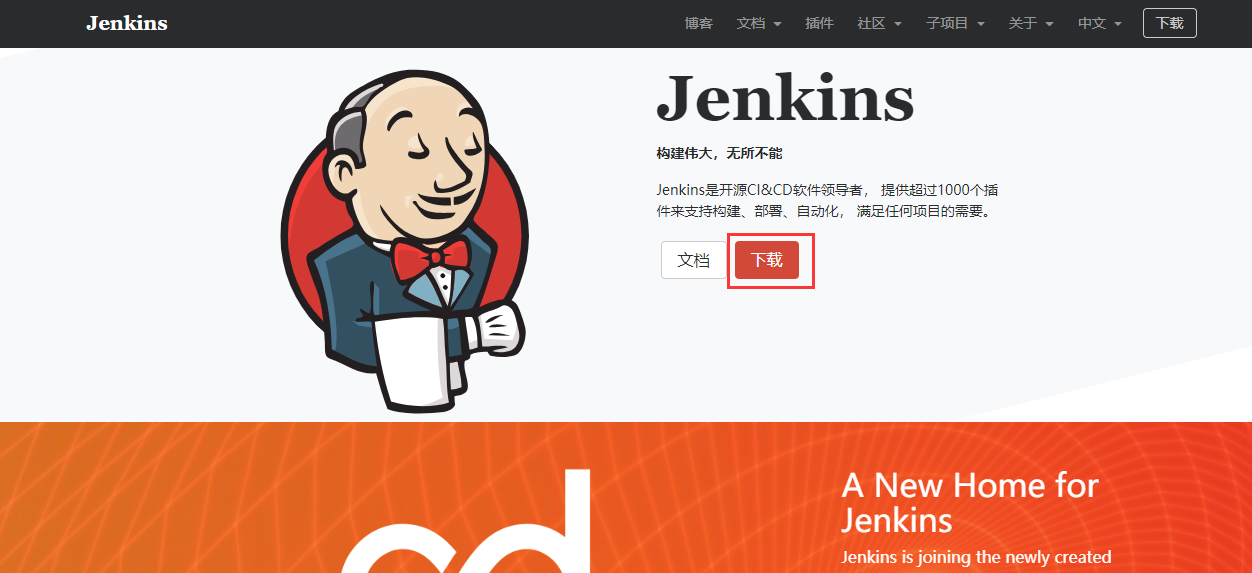 Jenkins
博客 文档 插件 社区 子项目 关于 中文 下载
Jenkins
构建伟大，无所不能
Jenkins是开源CI&CD软件领导者， 提供超过1000个插
件来支持构建、部署、自动化， 满足任何项目的需要。
文档 下载
cd
A New Home for
Jenkins
Jenkins is joining the newly created